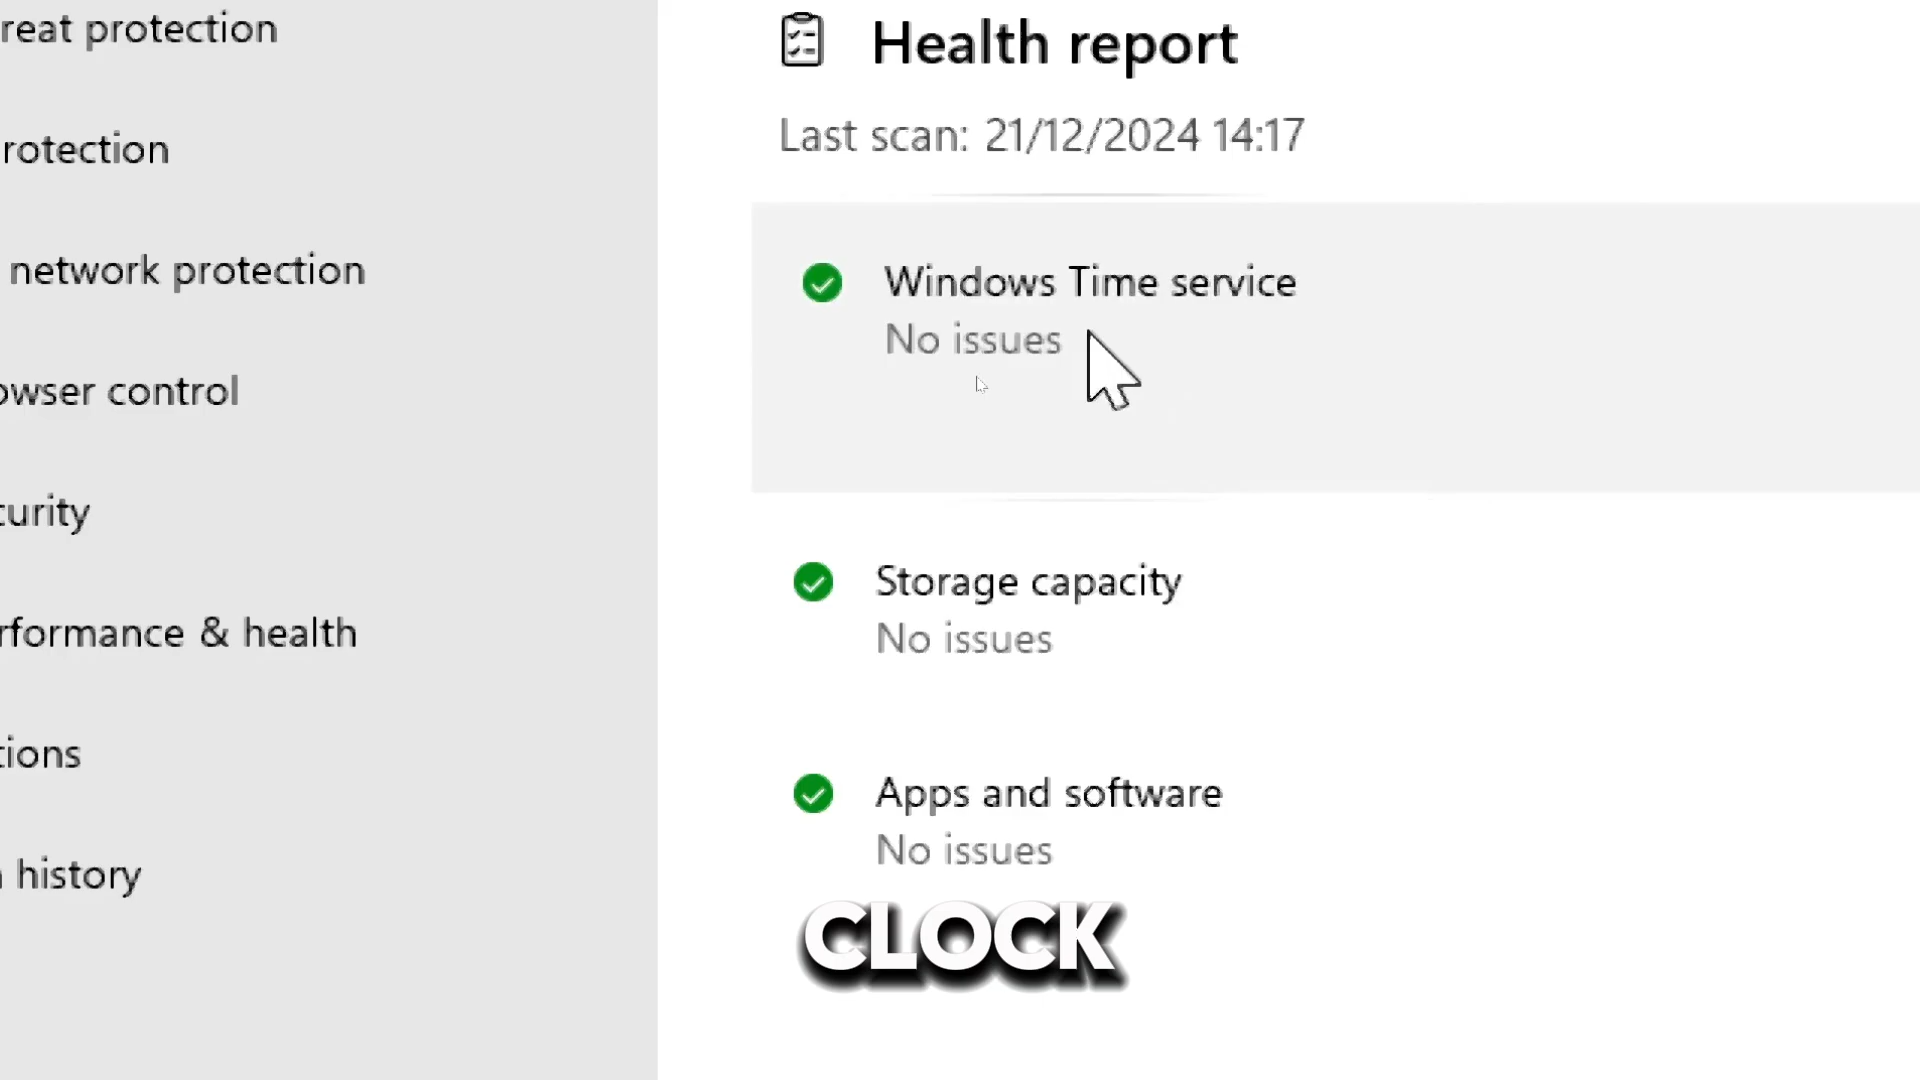 reat protection
rotection
network protection
owser control
curity
rformance & health
tions
history
Health report
Last scan: 21/12/2024 14:17
Windows Time service
No issues
Storage capacity
No issues
Apps and software
No issues
CLOCK